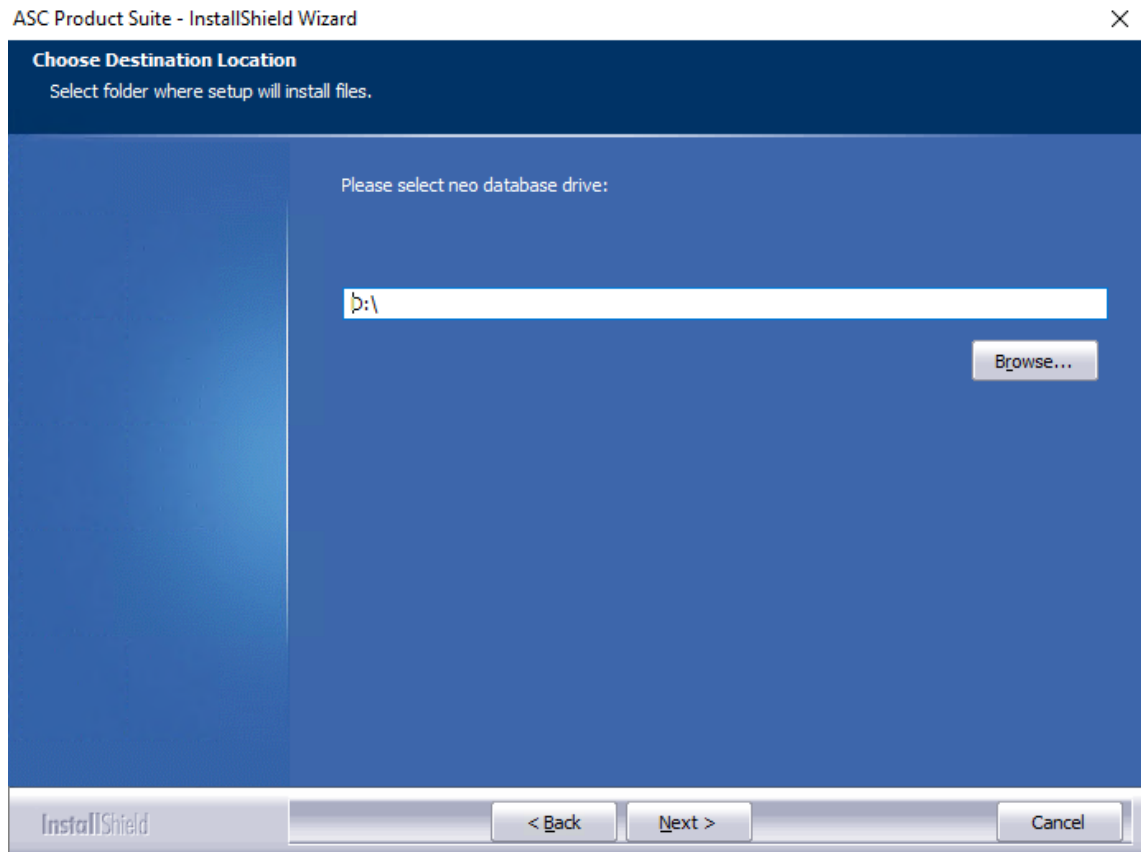 ASC Product Suite - InstallShield Wizard
Choose Destination Location
Select folder where setup will install files.
Please select neo database drive:
D:\
Browse...
InstallShield
< Back
Next >
Cancel